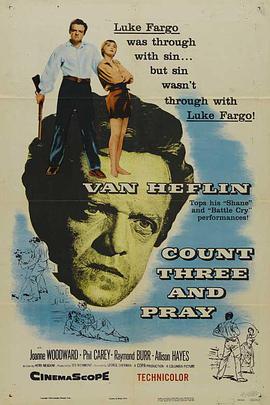 Luke Fargo
was through
with sin...
but sin
wasn't
through with
Luke Fargo!
VAN HEFLIN
Tops his "Shane"
and "Battle Cry"
performances!
COUNT
THREE
AND
PRAY
Joanne WOODWARD · Phil CAREY · Raymond BURR · Allison HAYES
CINEMASCOPE
TECHNICOLOR